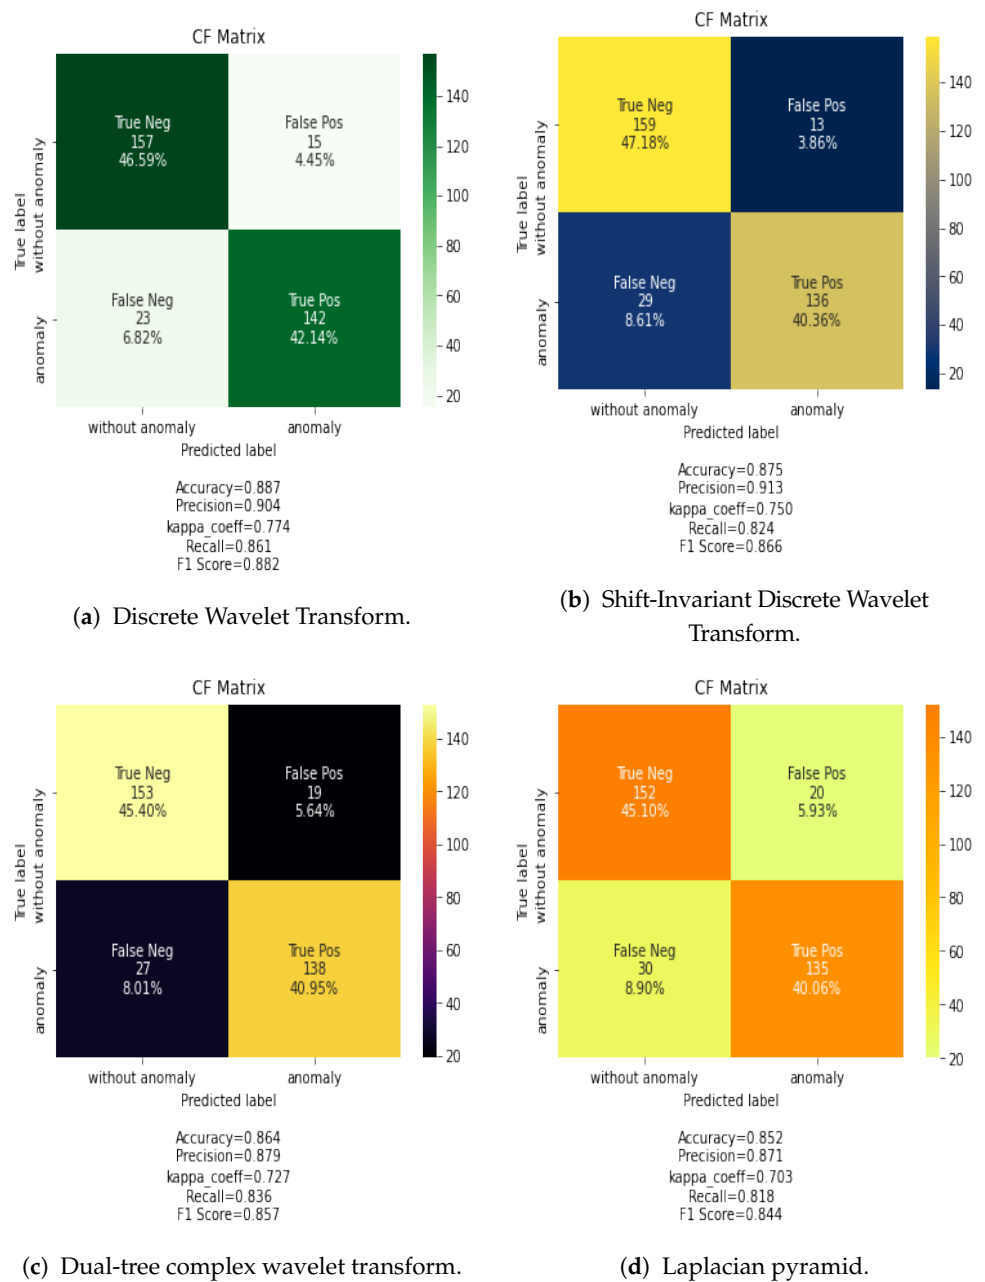 CF Matrix
True label
without anomaly
anomaly
True Neg
157
46.59%
False Pos
15
4.45%
False Neg
23
6.82%
True Pos
142
42.14%
140
120
100
80
60
40
20
without anomaly
anomaly
Predicted label
Accuracy=0.887
Precision=0.904
kappa_coeff=0.774
Recall=0.861
F1 Score=0.882
(a) Discrete Wavelet Transform.
CF Matrix
True label
without anomaly
anomaly
True Neg
159
47.18%
False Pos
13
3.86%
False Neg
29
8.61%
True Pos
136
40.36%
140
120
100
80
60
40
20
without anomaly
anomaly
Predicted label
Accuracy=0.875
Precision=0.913
kappa_coeff=0.750
Recall=0.824
F1 Score=0.866
(b) Shift-Invariant Discrete Wavelet
Transform.
CF Matrix
True label
without anomaly
anomaly
True Neg
153
45.40%
False Pos
19
5.64%
False Neg
27
8.01%
True Pos
138
40.95%
140
120
100
80
60
40
20
without anomaly
anomaly
Predicted label
Accuracy=0.864
Precision=0.879
kappa_coeff=0.727
Recall=0.836
F1 Score=0.857
(c) Dual-tree complex wavelet transform.
CF Matrix
True label
without anomaly
anomaly
True Neg
152
45.10%
False Pos
20
5.93%
False Neg
30
8.90%
True Pos
135
40.06%
140
120
100
80
60
40
20
without anomaly
anomaly
Predicted label
Accuracy=0.852
Precision=0.871
kappa_coeff=0.703
Recall=0.818
F1 Score=0.844
(d) Laplacian pyramid.